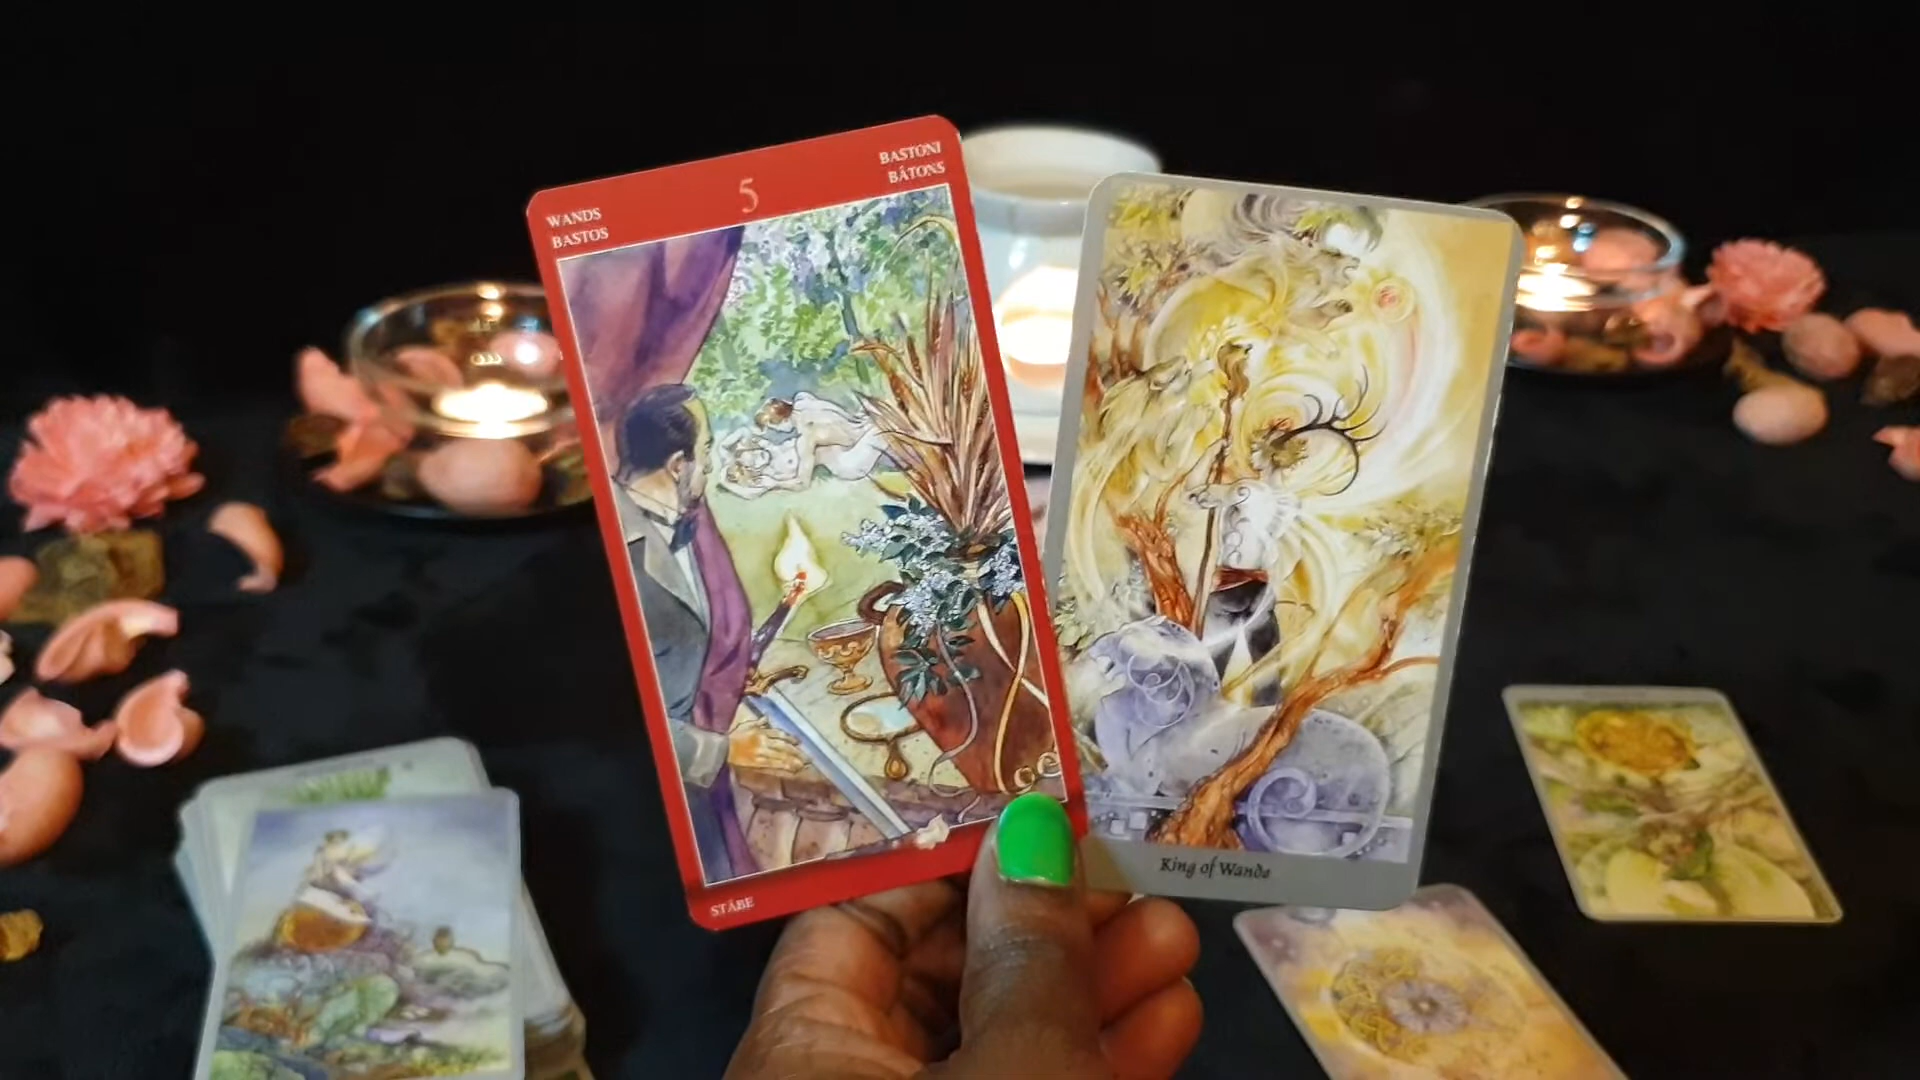 WANDS
BASTOS
5
BASTONI
BÂTONS
STÄBE
King of Wands